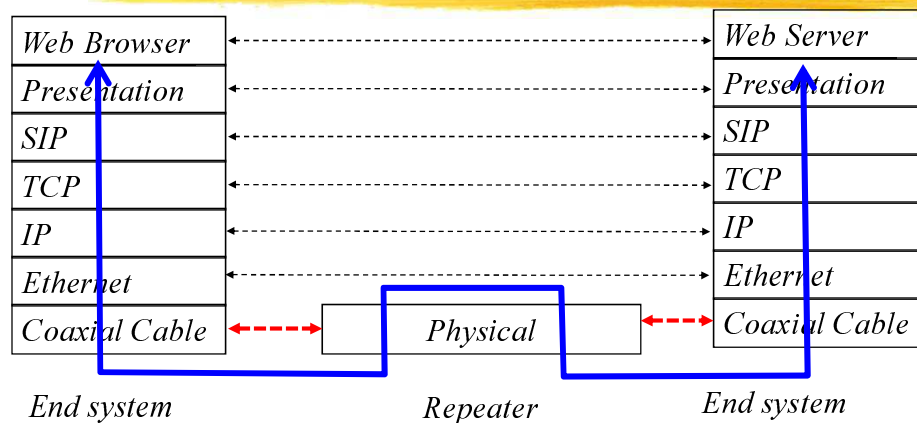 Web Browser
Web Server
Presentation
Presentation
SIP
SIP
TCP
TCP
IP
IP
Ethernet
Ethernet
Coaxial Cable
Physical
Coaxial Cable
End system
Repeater
End system